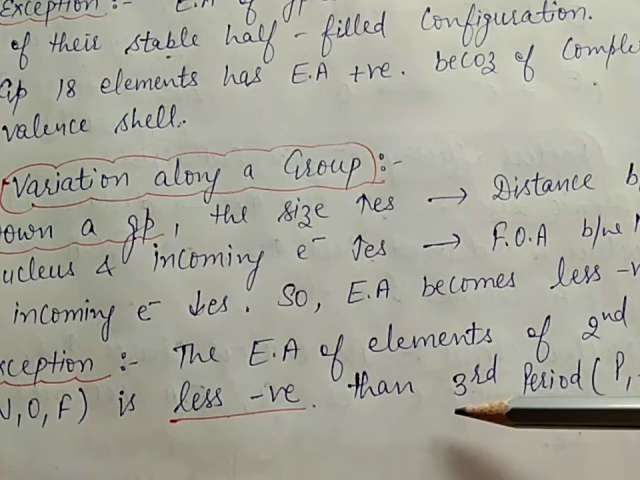 Exception :- E.A of gp
of their stable half-filled configuration.
Gp 18 elements has E.A +ve. becoz of comple
valence shell.
Variation along a Group :-
own a gp, the size ↑es → Distance b
ucleus & incoming e⁻ ↑es → F.O.A b/w N
incoming e⁻ ↓es. So, E.A becomes less -v
xception :- The E.A of elements of 2nd
N, O, F) is less -ve than 3rd Period (P,